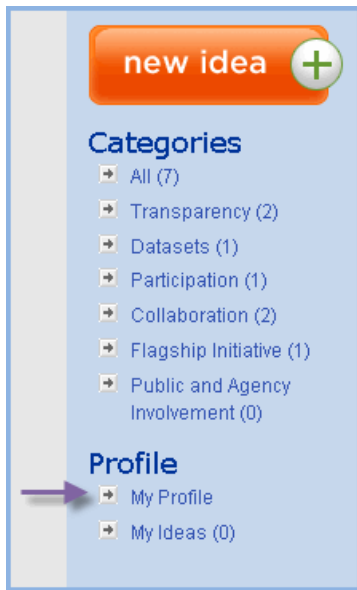 new idea
Categories
All (7)
Transparency (2)
Datasets (1)
Participation (1)
Collaboration (2)
Flagship Initiative (1)
Public and Agency
Involvement (0)
Profile
My Profile
My Ideas (0)